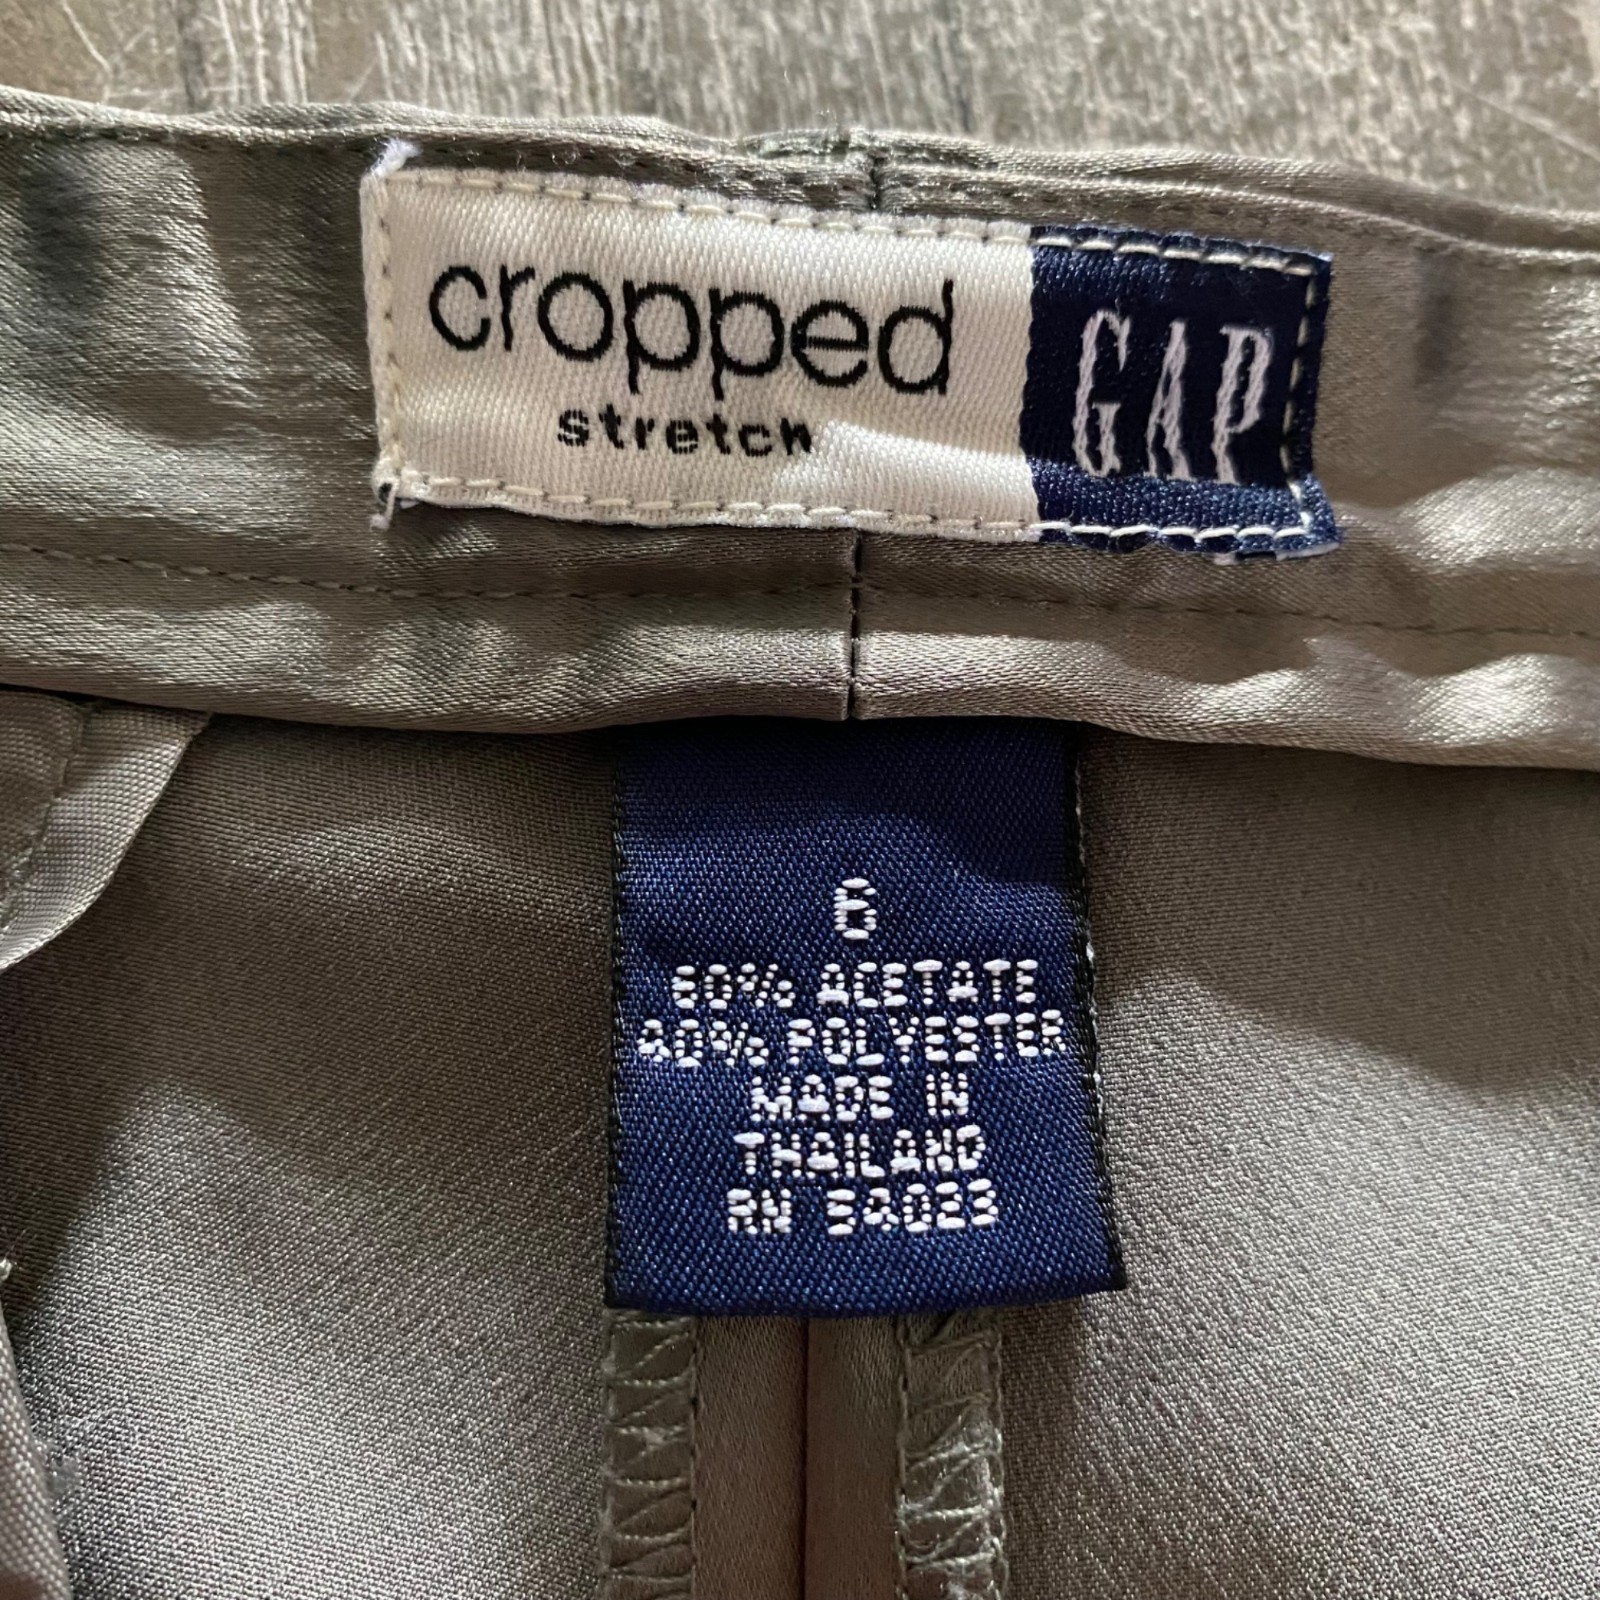 cropped
stretch
GAP
6
60% ACETATE
40% POLYESTER
MADE IN
THAILAND
RN 54023